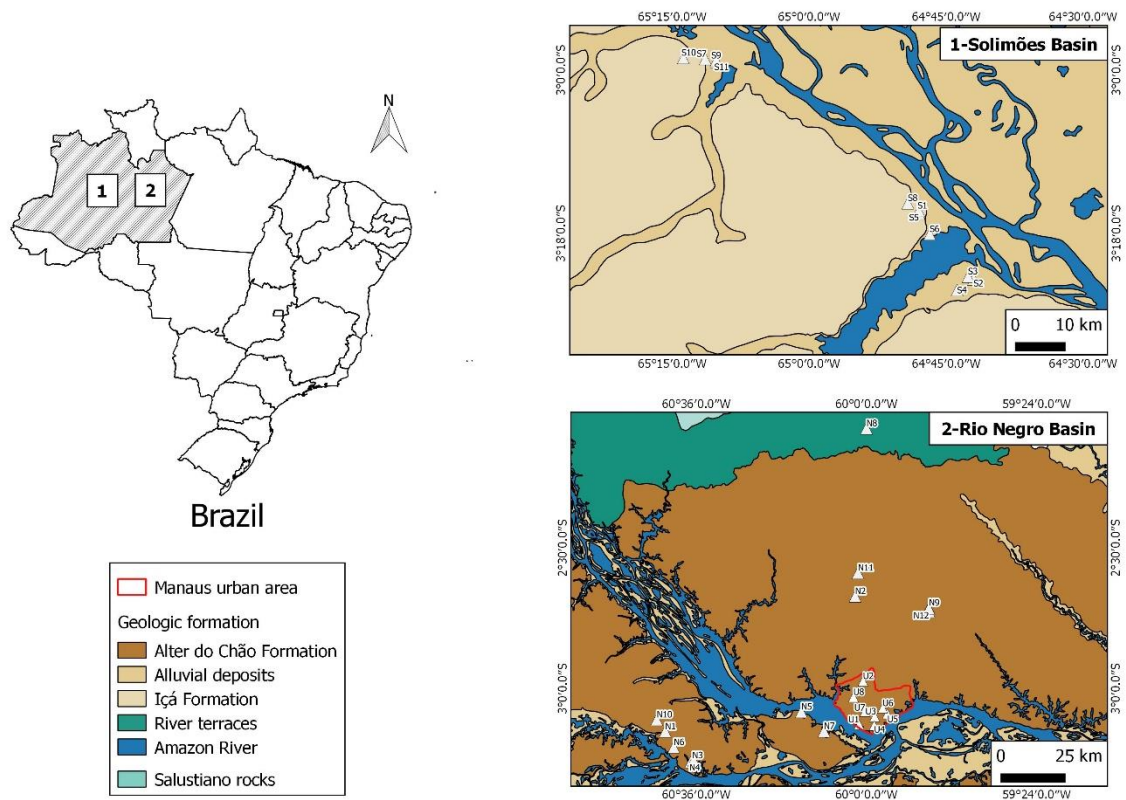 N
1
2
Brazil
Manaus urban area
Geologic formation
Alter do Chão Formation
Alluvial deposits
Içá Formation
River terraces
Amazon River
Salustiano rocks
65°15'0.0"W 65°0'0.0"W 64°45'0.0"W 64°30'0.0"W
1-Solimões Basin
3°0'0.0"S
3°0'0.0"S
S10 S7 S9
S11
S8
S1
S5
3°18'0.0"S
3°18'0.0"S
S6
S3
S2
S4
0 10 km
65°15'0.0"W 65°0'0.0"W 64°45'0.0"W 64°30'0.0"W
60°36'0.0"W 60°0'0.0"W 59°24'0.0"W
2-Rio Negro Basin
N8
2°30'0.0"S
2°30'0.0"S
N11
N2
N9
N12
3°0'0.0"S
3°0'0.0"S
U2
U8
N5
U7 U3 U6
N10
U1
U5
N1
N7
U4
N6
N3
N4
0 25 km
60°36'0.0"W 60°0'0.0"W 59°24'0.0"W